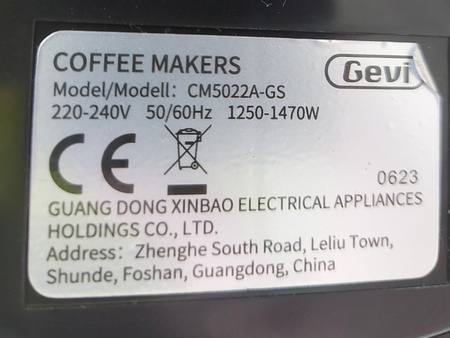 COFFEE MAKERS
Gevi
Model/Modell: CM5022A-GS
220-240V 50/60Hz 1250-1470W
CE
0623
GUANG DONG XINBAO ELECTRICAL APPLIANCES
HOLDINGS CO., LTD.
Address: Zhenghe South Road, Leliu Town,
Shunde, Foshan, Guangdong, China